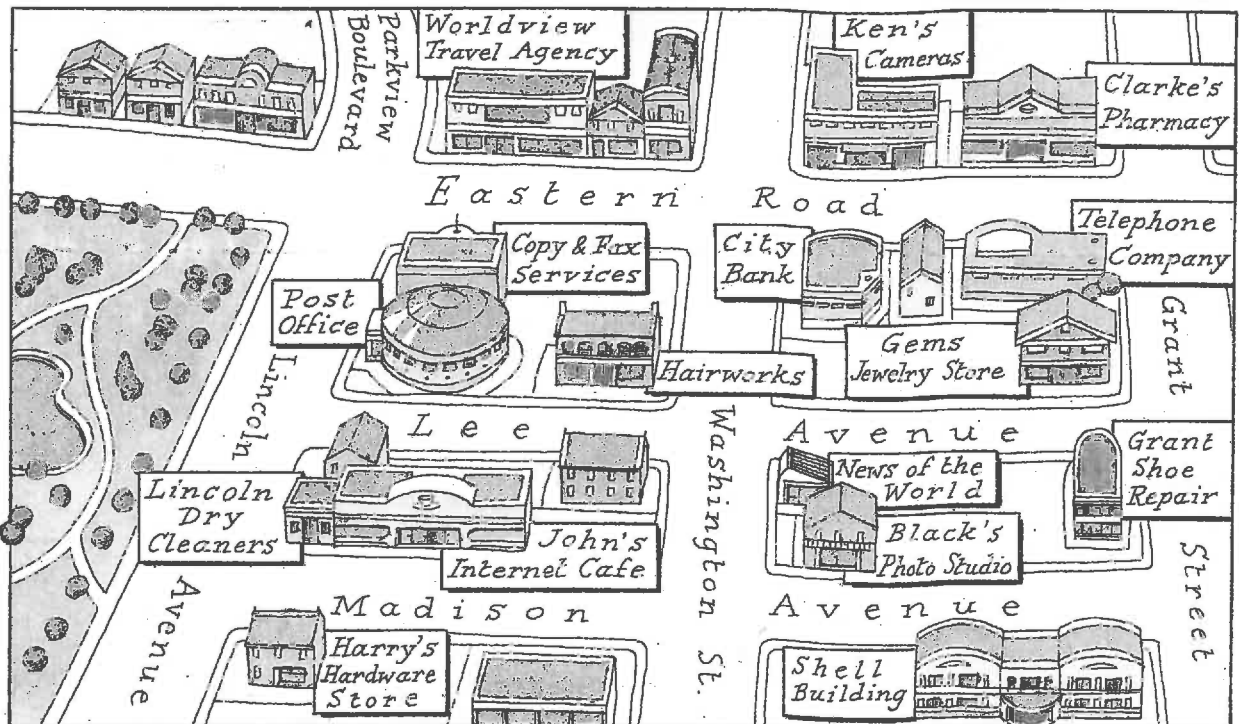 Parkview
Boulevard
Worldview
Travel Agency
Ken's
Cameras
Clarke's
Pharmacy
Eastern Road
Copy & Fax
Services
City
Bank
Telephone
Company
Post
Office
Gems
Jewelry Store
Grant
Hairworks
Lincoln
Lee Avenue
Washington St.
News of the
World
Grant
Shoe
Repair
Lincoln
Dry
Cleaners
John's
Internet Cafe
Black's
Photo Studio
Street
Avenue
Madison Avenue
Harry's
Hardware
Store
Shell
Building